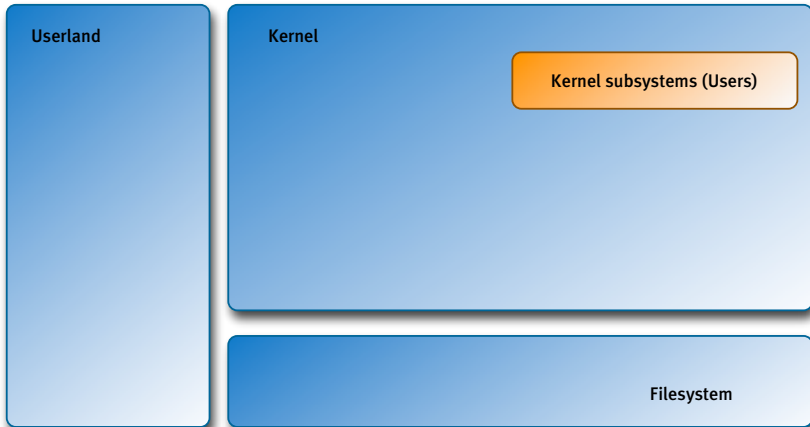 Userland
Kernel
Kernel subsystems (Users)
Filesystem